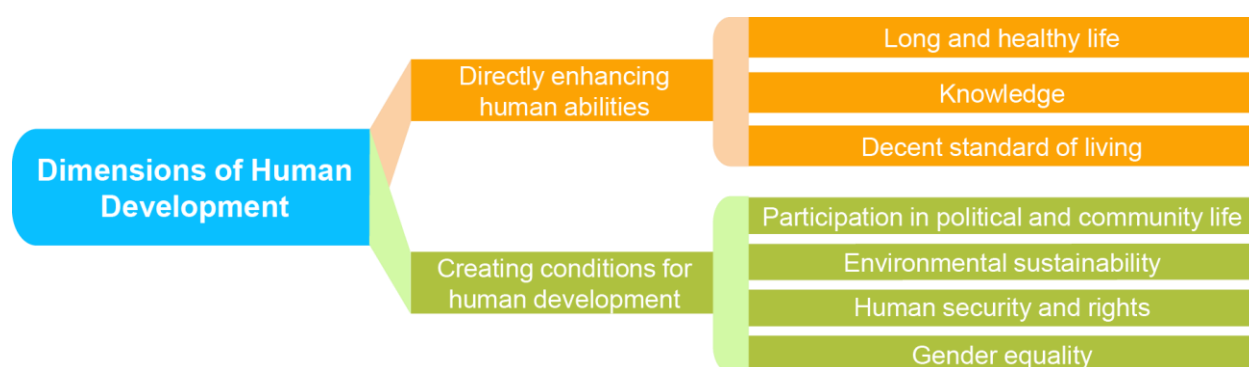 Dimensions of Human
Development
Directly enhancing
human abilities
Long and healthy life
Knowledge
Decent standard of living
Creating conditions for
human development
Participation in political and community life
Environmental sustainability
Human security and rights
Gender equality